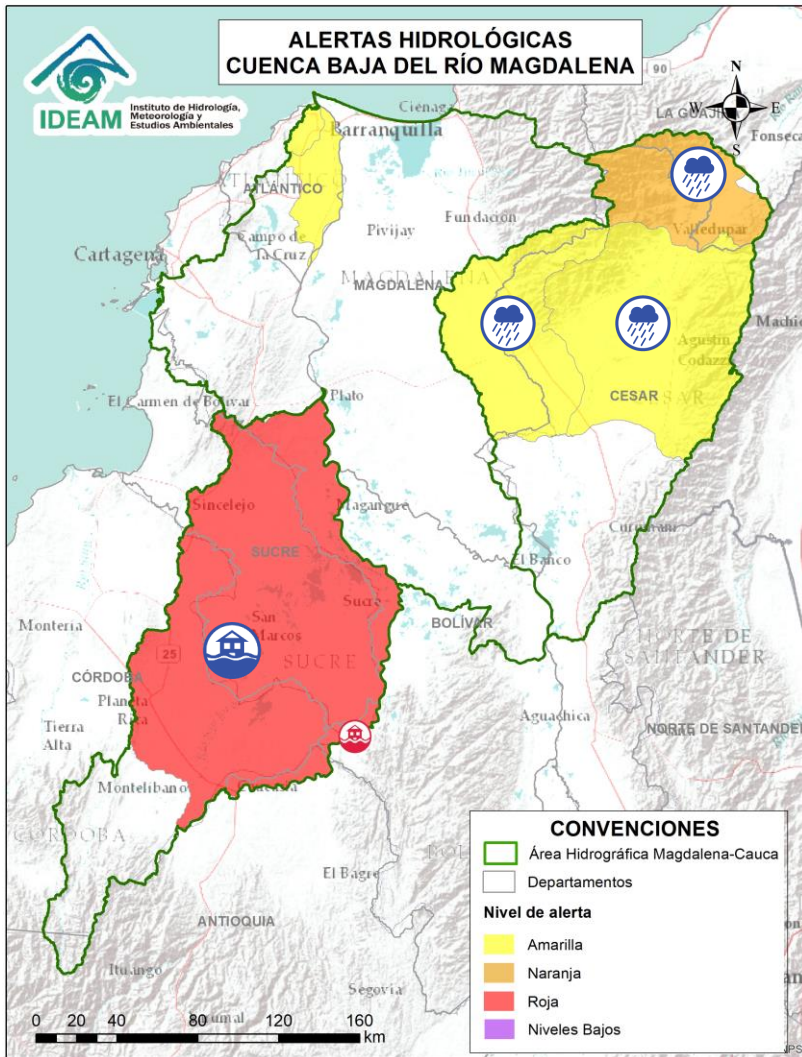 ALERTAS HIDROLÓGICAS
CUENCA BAJA DEL RÍO MAGDALENA
IDEAM
Instituto de Hidrología,
Meteorología y
Estudios Ambientales
N
W
E
S
90
LA GUAJIRA
Fonseca
Ciénaga
Barranquilla
ATLÁNTICO
Pivijay
Fundación
Valledupar
Cartagena
Campo de
la Cruz
MAGDALENA
MAGDALENA
Agustín
Codazzi
CESAR
El Carmen de Bolívar
Plato
Sincelejo
Magangue
SUCRE
Curumaní
El Banco
Sucre
San
Marcos
BOLÍVAR
Montería
NORTE DE
SANTANDER
25
SUCRE
CÓRDOBA
Planeta
Rica
Aguachica
Tierra
Alta
NORTE DE SANTANDER
Montelibano
CÓRDOBA
El Bagre
ANTIOQUIA
Ituango
Segovia
0 20 40 80 120 160
km
CONVENCIONES
Área Hidrográfica Magdalena-Cauca
Departamentos
Nivel de alerta
Amarilla
Naranja
Roja
Niveles Bajos